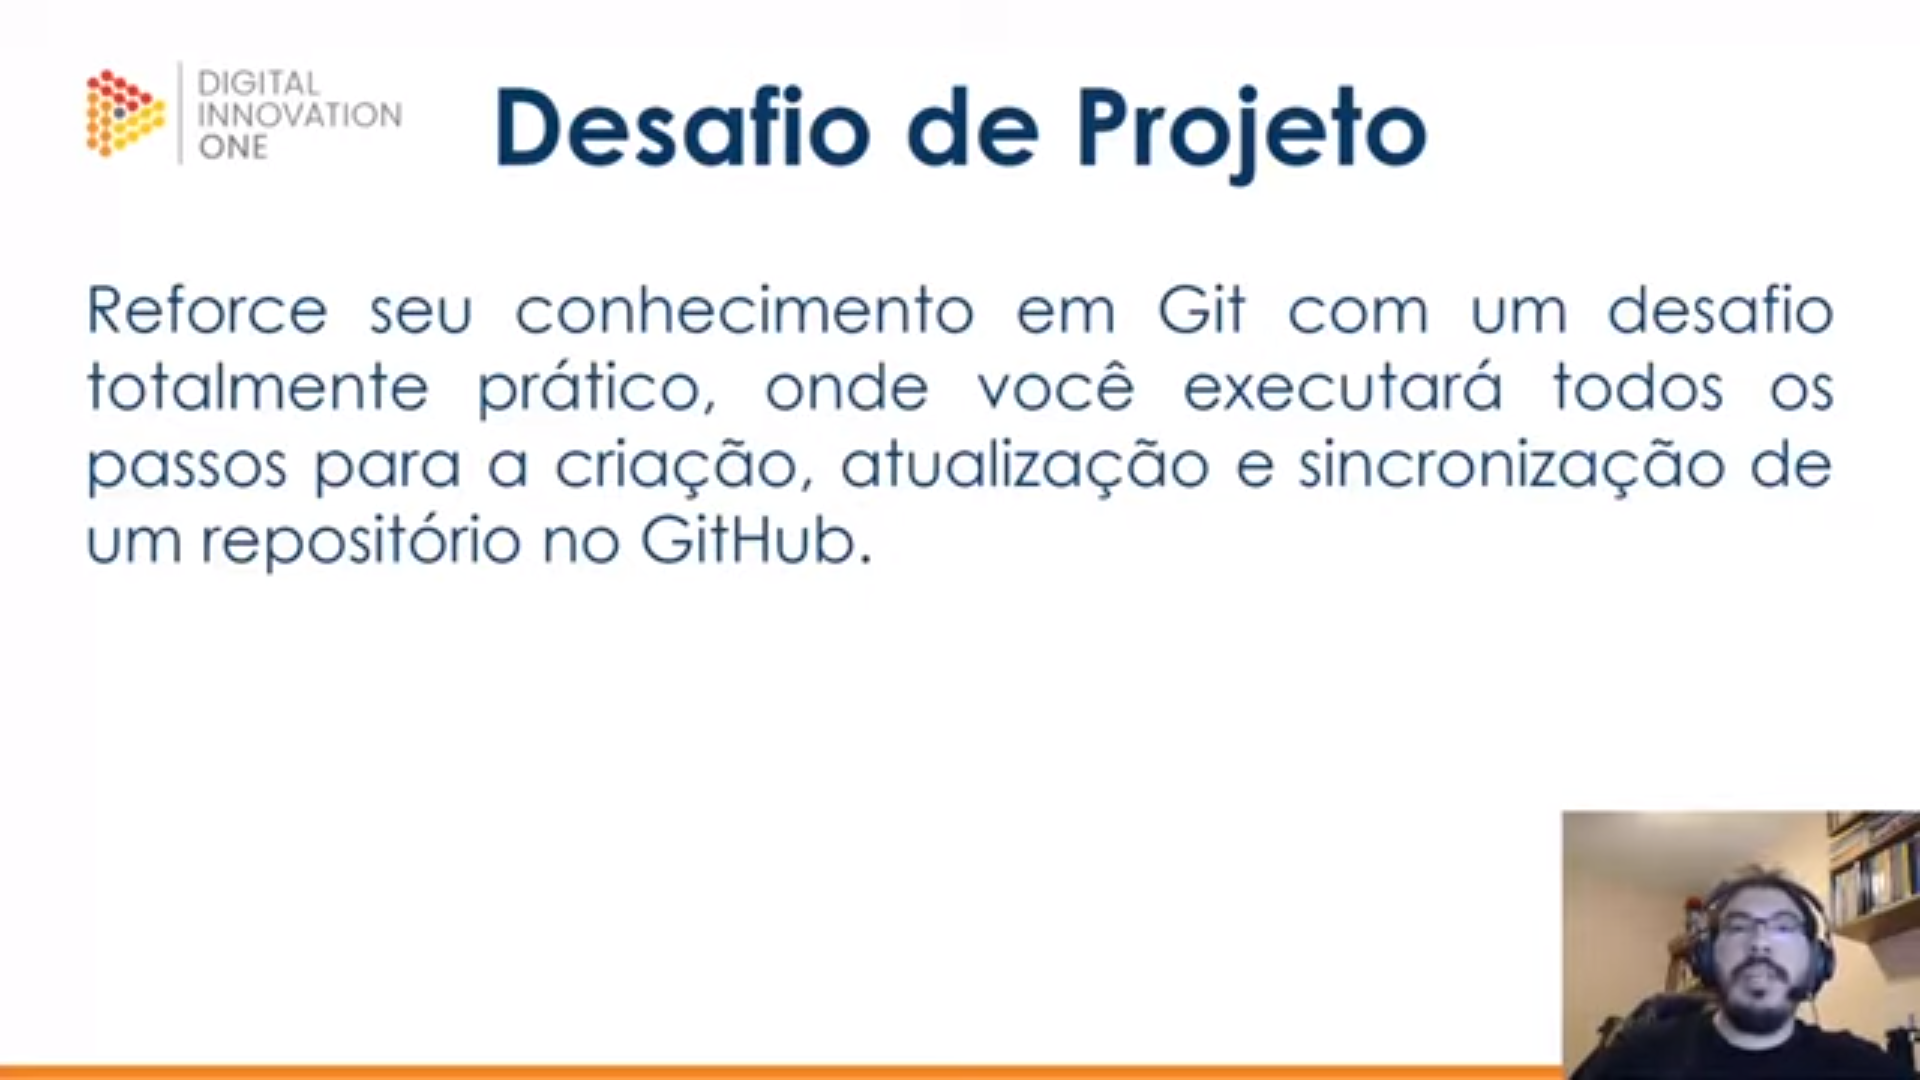 DIGITAL
INNOVATION
ONE
Desafio de Projeto
Reforce seu conhecimento em Git com um desafio
totalmente prático, onde você executará todos os
passos para a criação, atualização e sincronização de
um repositório no GitHub.